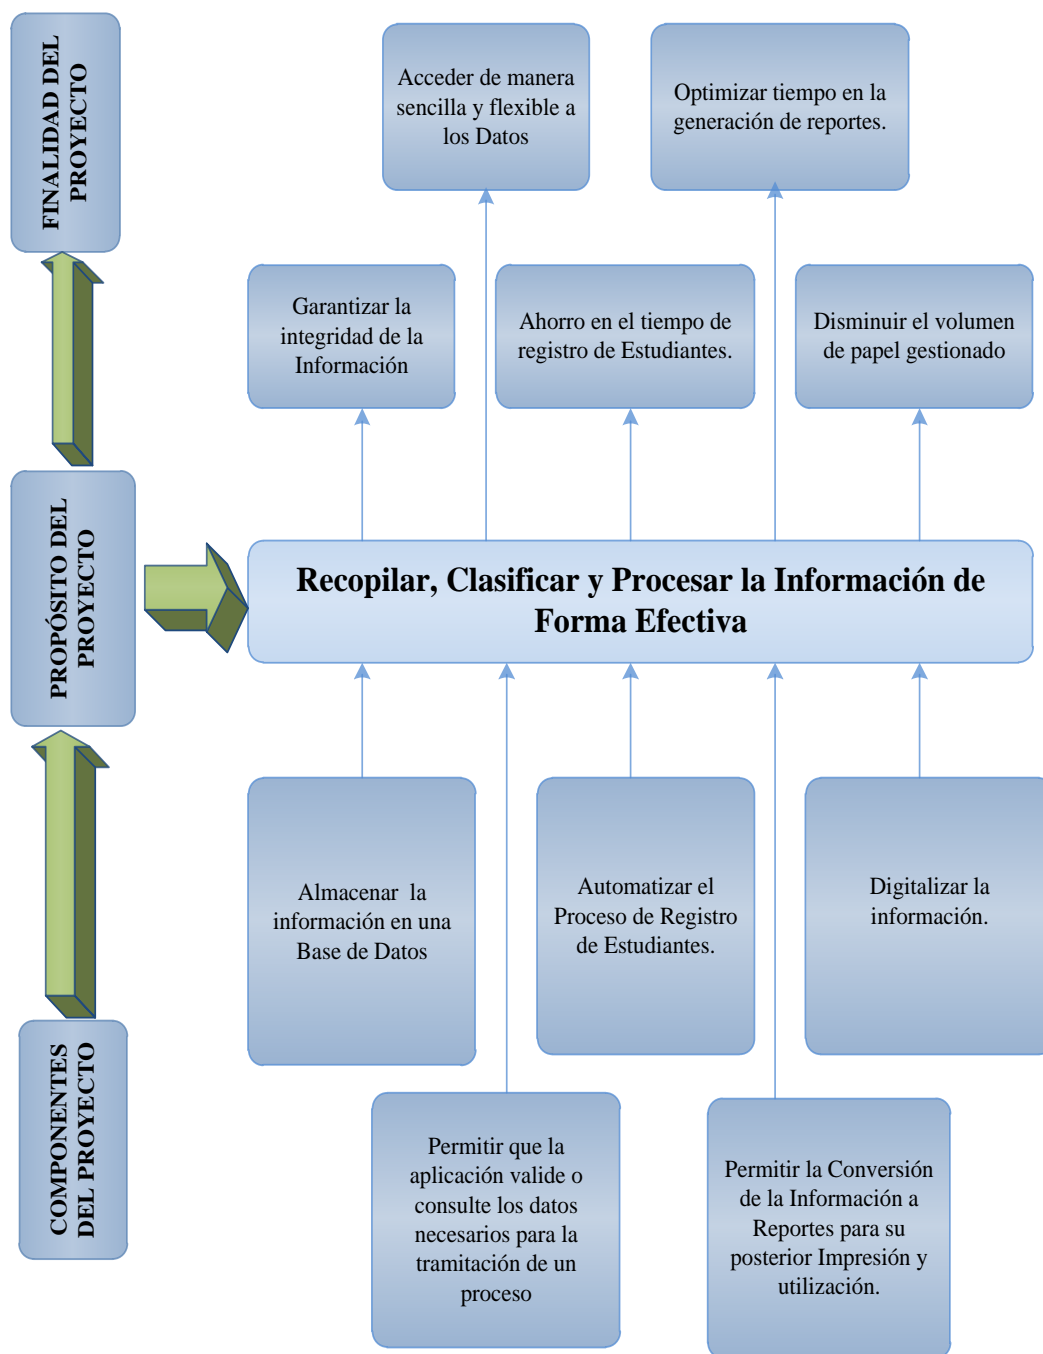 FINALIDAD DEL
PROYECTO
Acceder de manera
sencilla y flexible a
los Datos
Optimizar tiempo en la
generación de reportes.
Garantizar la
integridad de la
Información
Ahorro en el tiempo de
registro de Estudiantes.
Disminuir el volumen
de papel gestionado
PROPÓSITO DEL
PROYECTO
Recopilar, Clasificar y Procesar la Información de
Forma Efectiva
Almacenar la
información en una
Base de Datos
Automatizar el
Proceso de Registro
de Estudiantes.
Digitalizar la
información.
COMPONENTES
DEL PROYECTO
Permitir que la
aplicación valide o
consulte los datos
necesarios para la
tramitación de un
proceso
Permitir la Conversión
de la Información a
Reportes para su
posterior Impresión y
utilización.